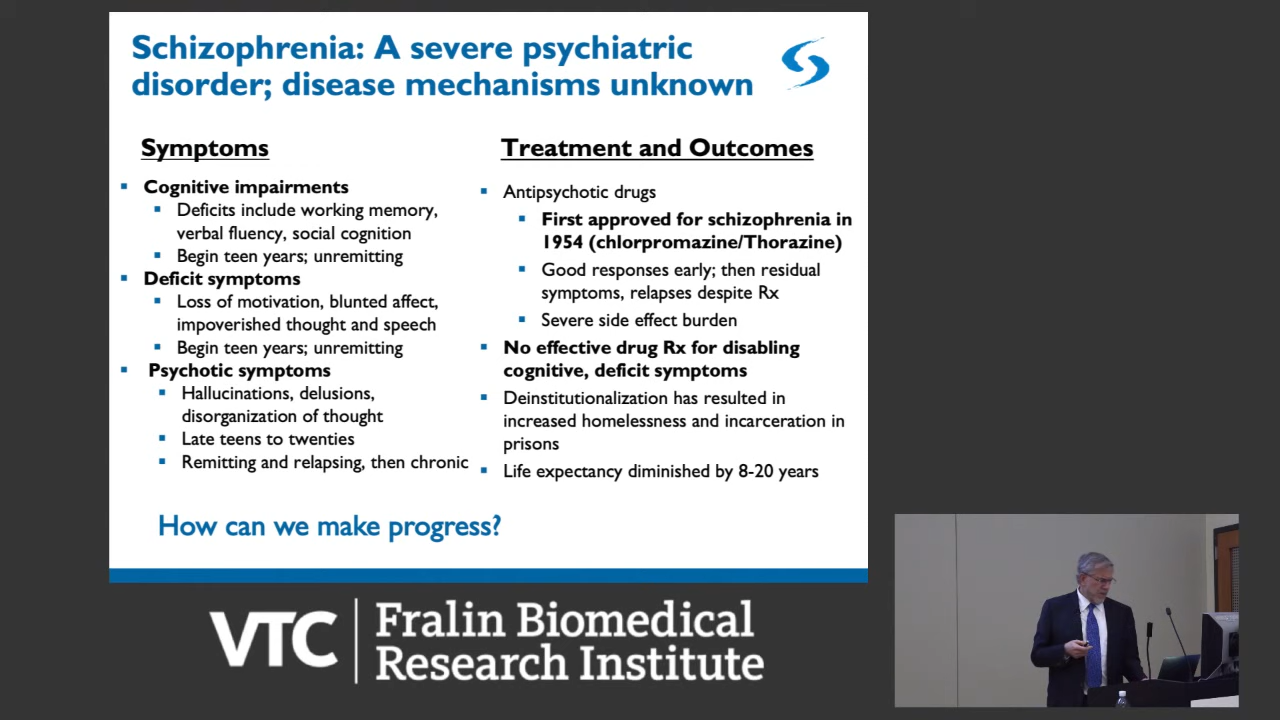 Schizophrenia: A severe psychiatric
disorder; disease mechanisms unknown
Symptoms
▪ Cognitive impairments
▪ Deficits include working memory,
verbal fluency, social cognition
▪ Begin teen years; unremitting
▪ Deficit symptoms
▪ Loss of motivation, blunted affect,
impoverished thought and speech
▪ Begin teen years; unremitting
▪ Psychotic symptoms
▪ Hallucinations, delusions,
disorganization of thought
▪ Late teens to twenties
▪ Remitting and relapsing, then chronic
Treatment and Outcomes
▪ Antipsychotic drugs
▪ First approved for schizophrenia in
1954 (chlorpromazine/Thorazine)
▪ Good responses early; then residual
symptoms, relapses despite Rx
▪ Severe side effect burden
▪ No effective drug Rx for disabling
cognitive, deficit symptoms
▪ Deinstitutionalization has resulted in
increased homelessness and incarceration in
prisons
▪ Life expectancy diminished by 8-20 years
How can we make progress?
VTC
Fralin Biomedical
Research Institute